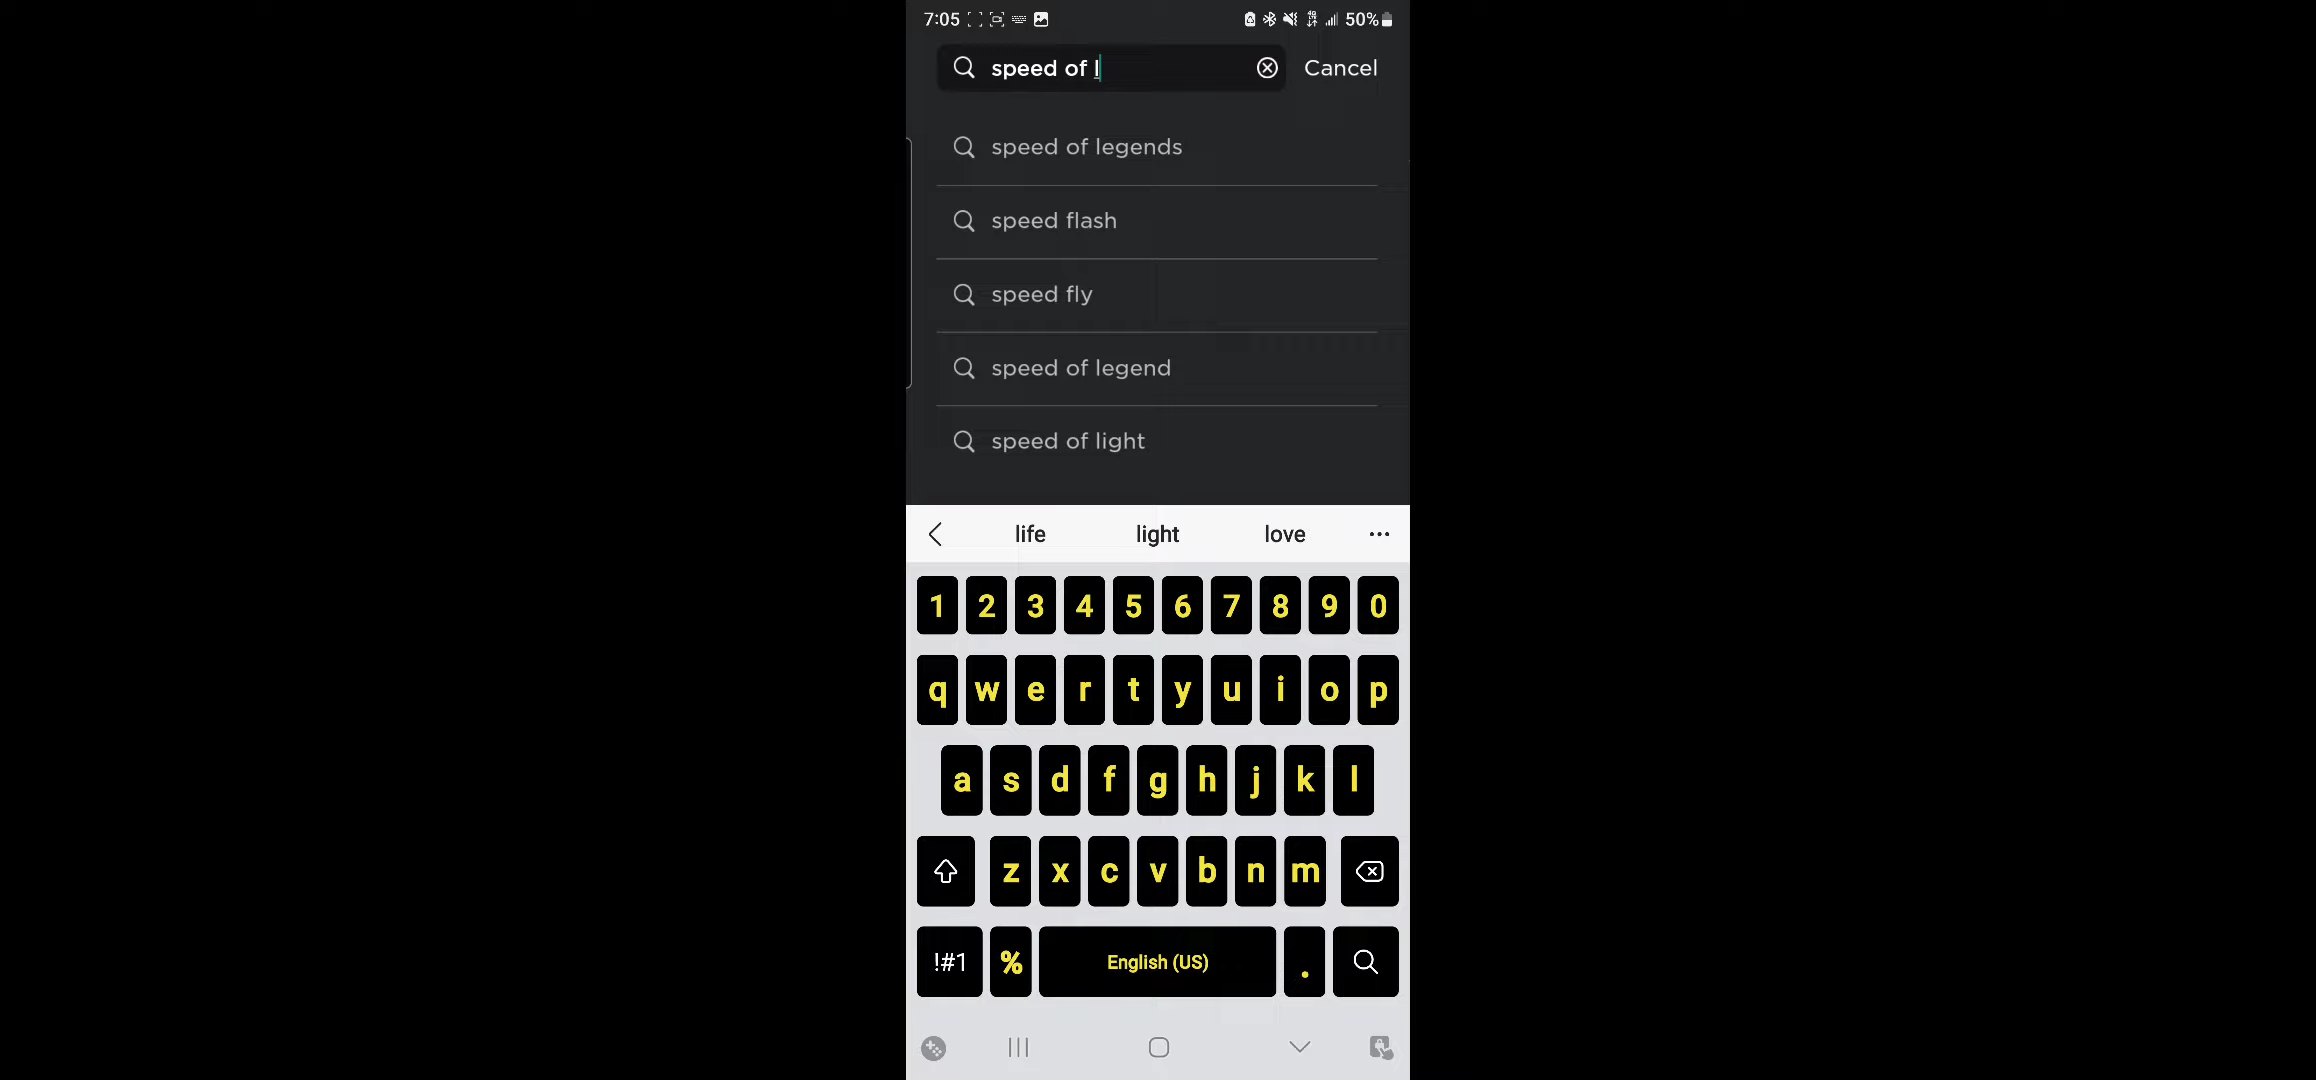 7:05 50%
speed of l Cancel
speed of legends
speed flash
speed fly
speed of legend
speed of light
life light love ...
1 2 3 4 5 6 7 8 9 0
q w e r t y u i o p
a s d f g h j k l
z x c v b n m
!#1 % English (US) .